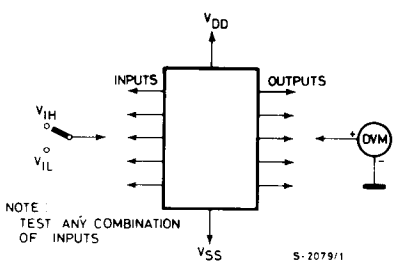 VDD
INPUTS
OUTPUTS
VIH
VIL
+
DVM
-
NOTE :
TEST ANY COMBINATION
OF INPUTS
VSS
S-2079/1